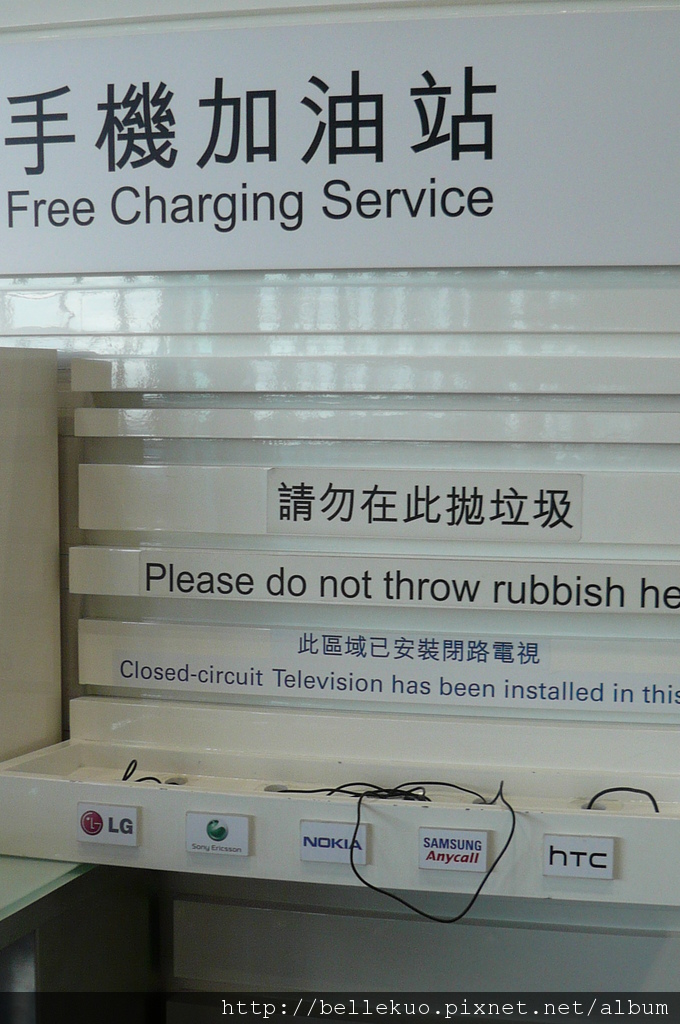 手機加油站
Free Charging Service
請勿在此拋垃圾
Please do not throw rubbish he
此區域已安裝閉路電視
Closed-circuit Television has been installed in this
LG
Sony Ericsson
NOKIA
SAMSUNG
Anycall
hTC
http://bellekuo.pixnet.net/album